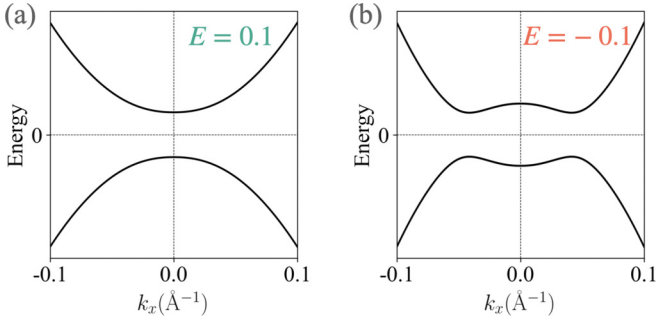 (a)
E = 0.1
Energy
0
-0.1
0.0
0.1
kₓ(Å⁻¹)
(b)
E = − 0.1
Energy
0
-0.1
0.0
0.1
kₓ(Å⁻¹)